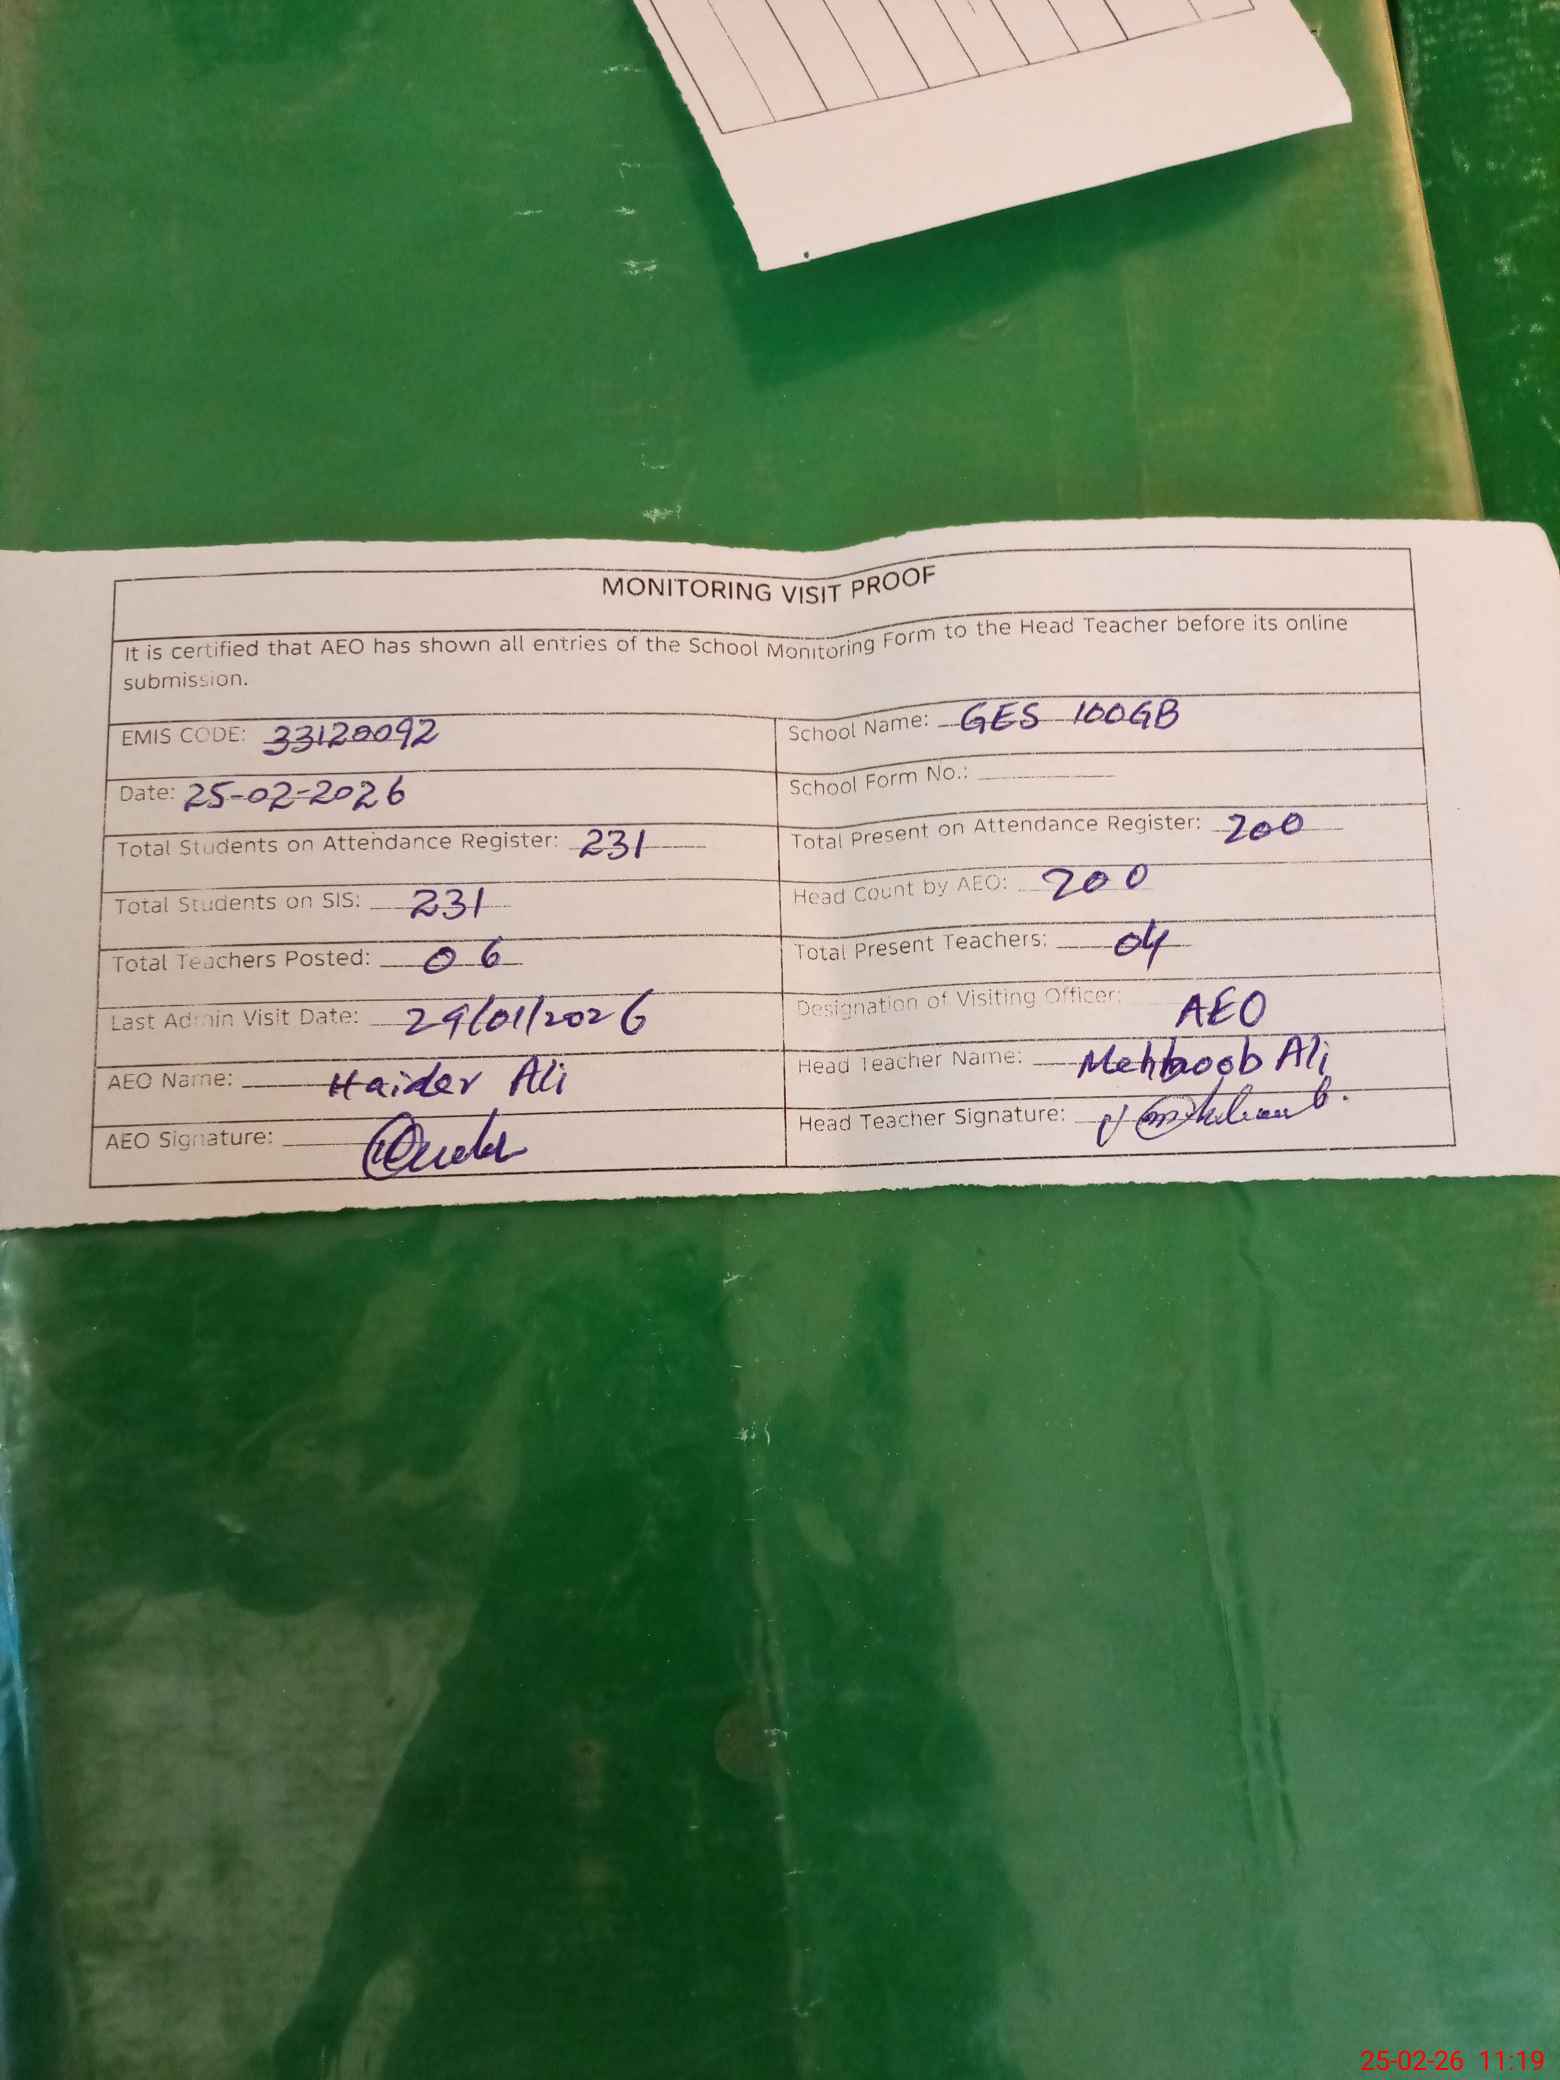 MONITORING VISIT PROOF
It is certified that AEO has shown all entries of the School Monitoring Form to the Head Teacher before its online
submission.
EMIS CODE: 33120092 School Name: GES 100GB
Date: 25-02-2026 School Form No.:
Total Students on Attendance Register: 231 Total Present on Attendance Register: 200
Total Students on SIS: 231 Head Count by AEO: 200
Total Teachers Posted: 06 Total Present Teachers: 04
Last Admin Visit Date: 29/01/2026 Designation of Visiting Officer: AEO
AEO Name: Haider Ali Head Teacher Name: Mehboob Ali
AEO Signature: Head Teacher Signature:
25-02-26 11:19